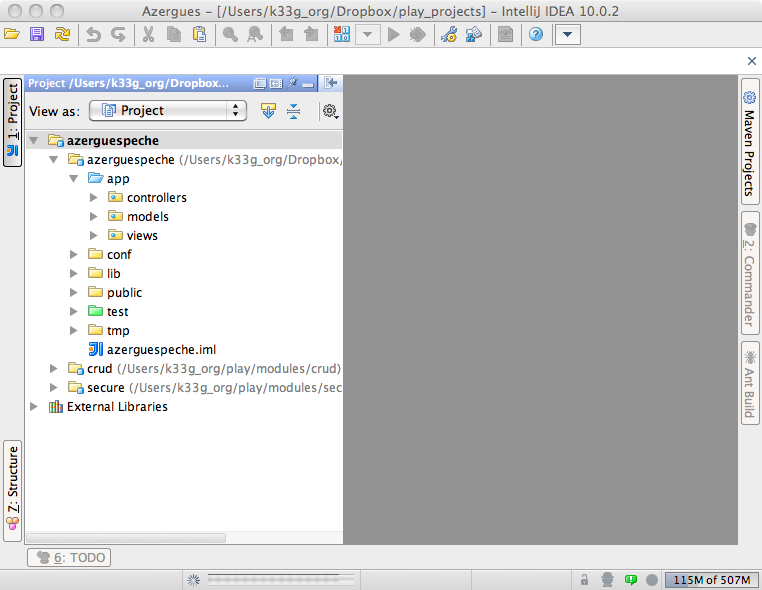 Azergues – [/Users/k33g_org/Dropbox/play_projects] – IntelliJ IDEA 10.0.2
1: Project
Project /Users/k33g_org/Dropbox...
View as: Project
azerguespeche
azerguespeche (/Users/k33g_org/Dropbox/
app
controllers
models
views
conf
lib
public
test
tmp
azerguespeche.iml
crud (/Users/k33g_org/play/modules/crud)
secure (/Users/k33g_org/play/modules/sec
External Libraries
Maven Projects
2: Commander
Ant Build
Z: Structure
6: TODO
115M of 507M